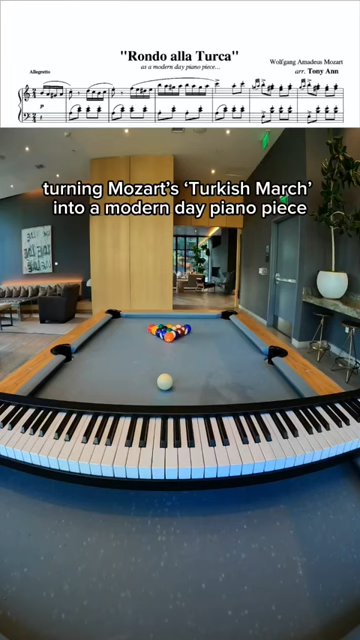 "Rondo alla Turca"
as a modern day piano piece...
Wolfgang Amadeus Mozart
arr. Tony Ann
Allegretto
p
turning Mozart's 'Turkish March'
into a modern day piano piece